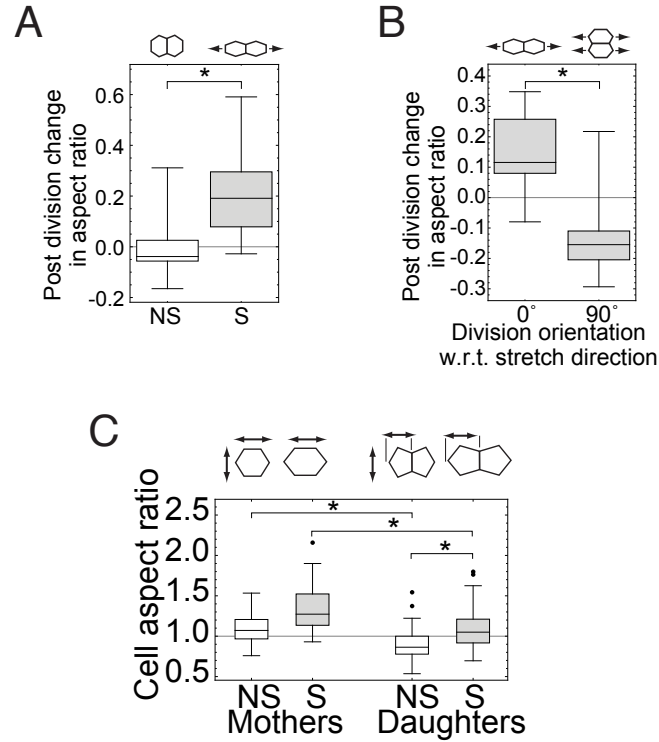 A
Post division change
in aspect ratio
0.6
0.4
0.2
0.0
-0.2
*
NS
S
B
Post division change
in aspect ratio
0.4
0.3
0.2
0.1
0.0
-0.1
-0.2
-0.3
*
0°
90°
Division orientation
w.r.t. stretch direction
C
Cell aspect ratio
2.5
2.0
1.5
1.0
0.5
*
*
*
NS
S
NS
S
Mothers
Daughters